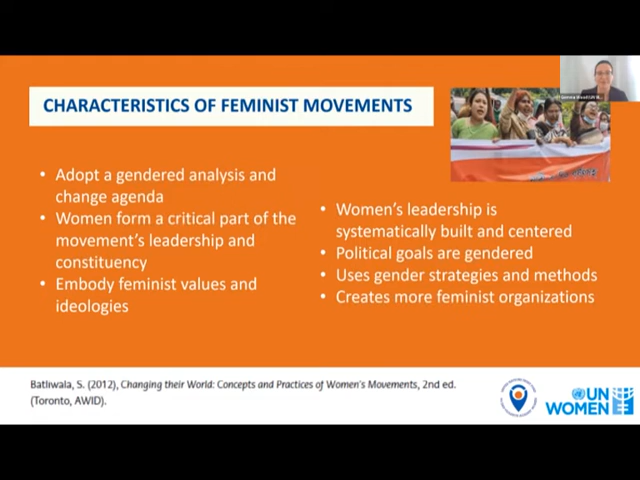 CHARACTERISTICS OF FEMINIST MOVEMENTS
• Adopt a gendered analysis and
change agenda
• Women form a critical part of the
movement's leadership and
constituency
• Embody feminist values and
ideologies
• Women's leadership is
systematically built and centered
• Political goals are gendered
• Uses gender strategies and methods
• Creates more feminist organizations
Batliwala, S. (2012), Changing their World: Concepts and Practices of Women's Movements, 2nd ed.
(Toronto, AWID).
UN
WOMEN